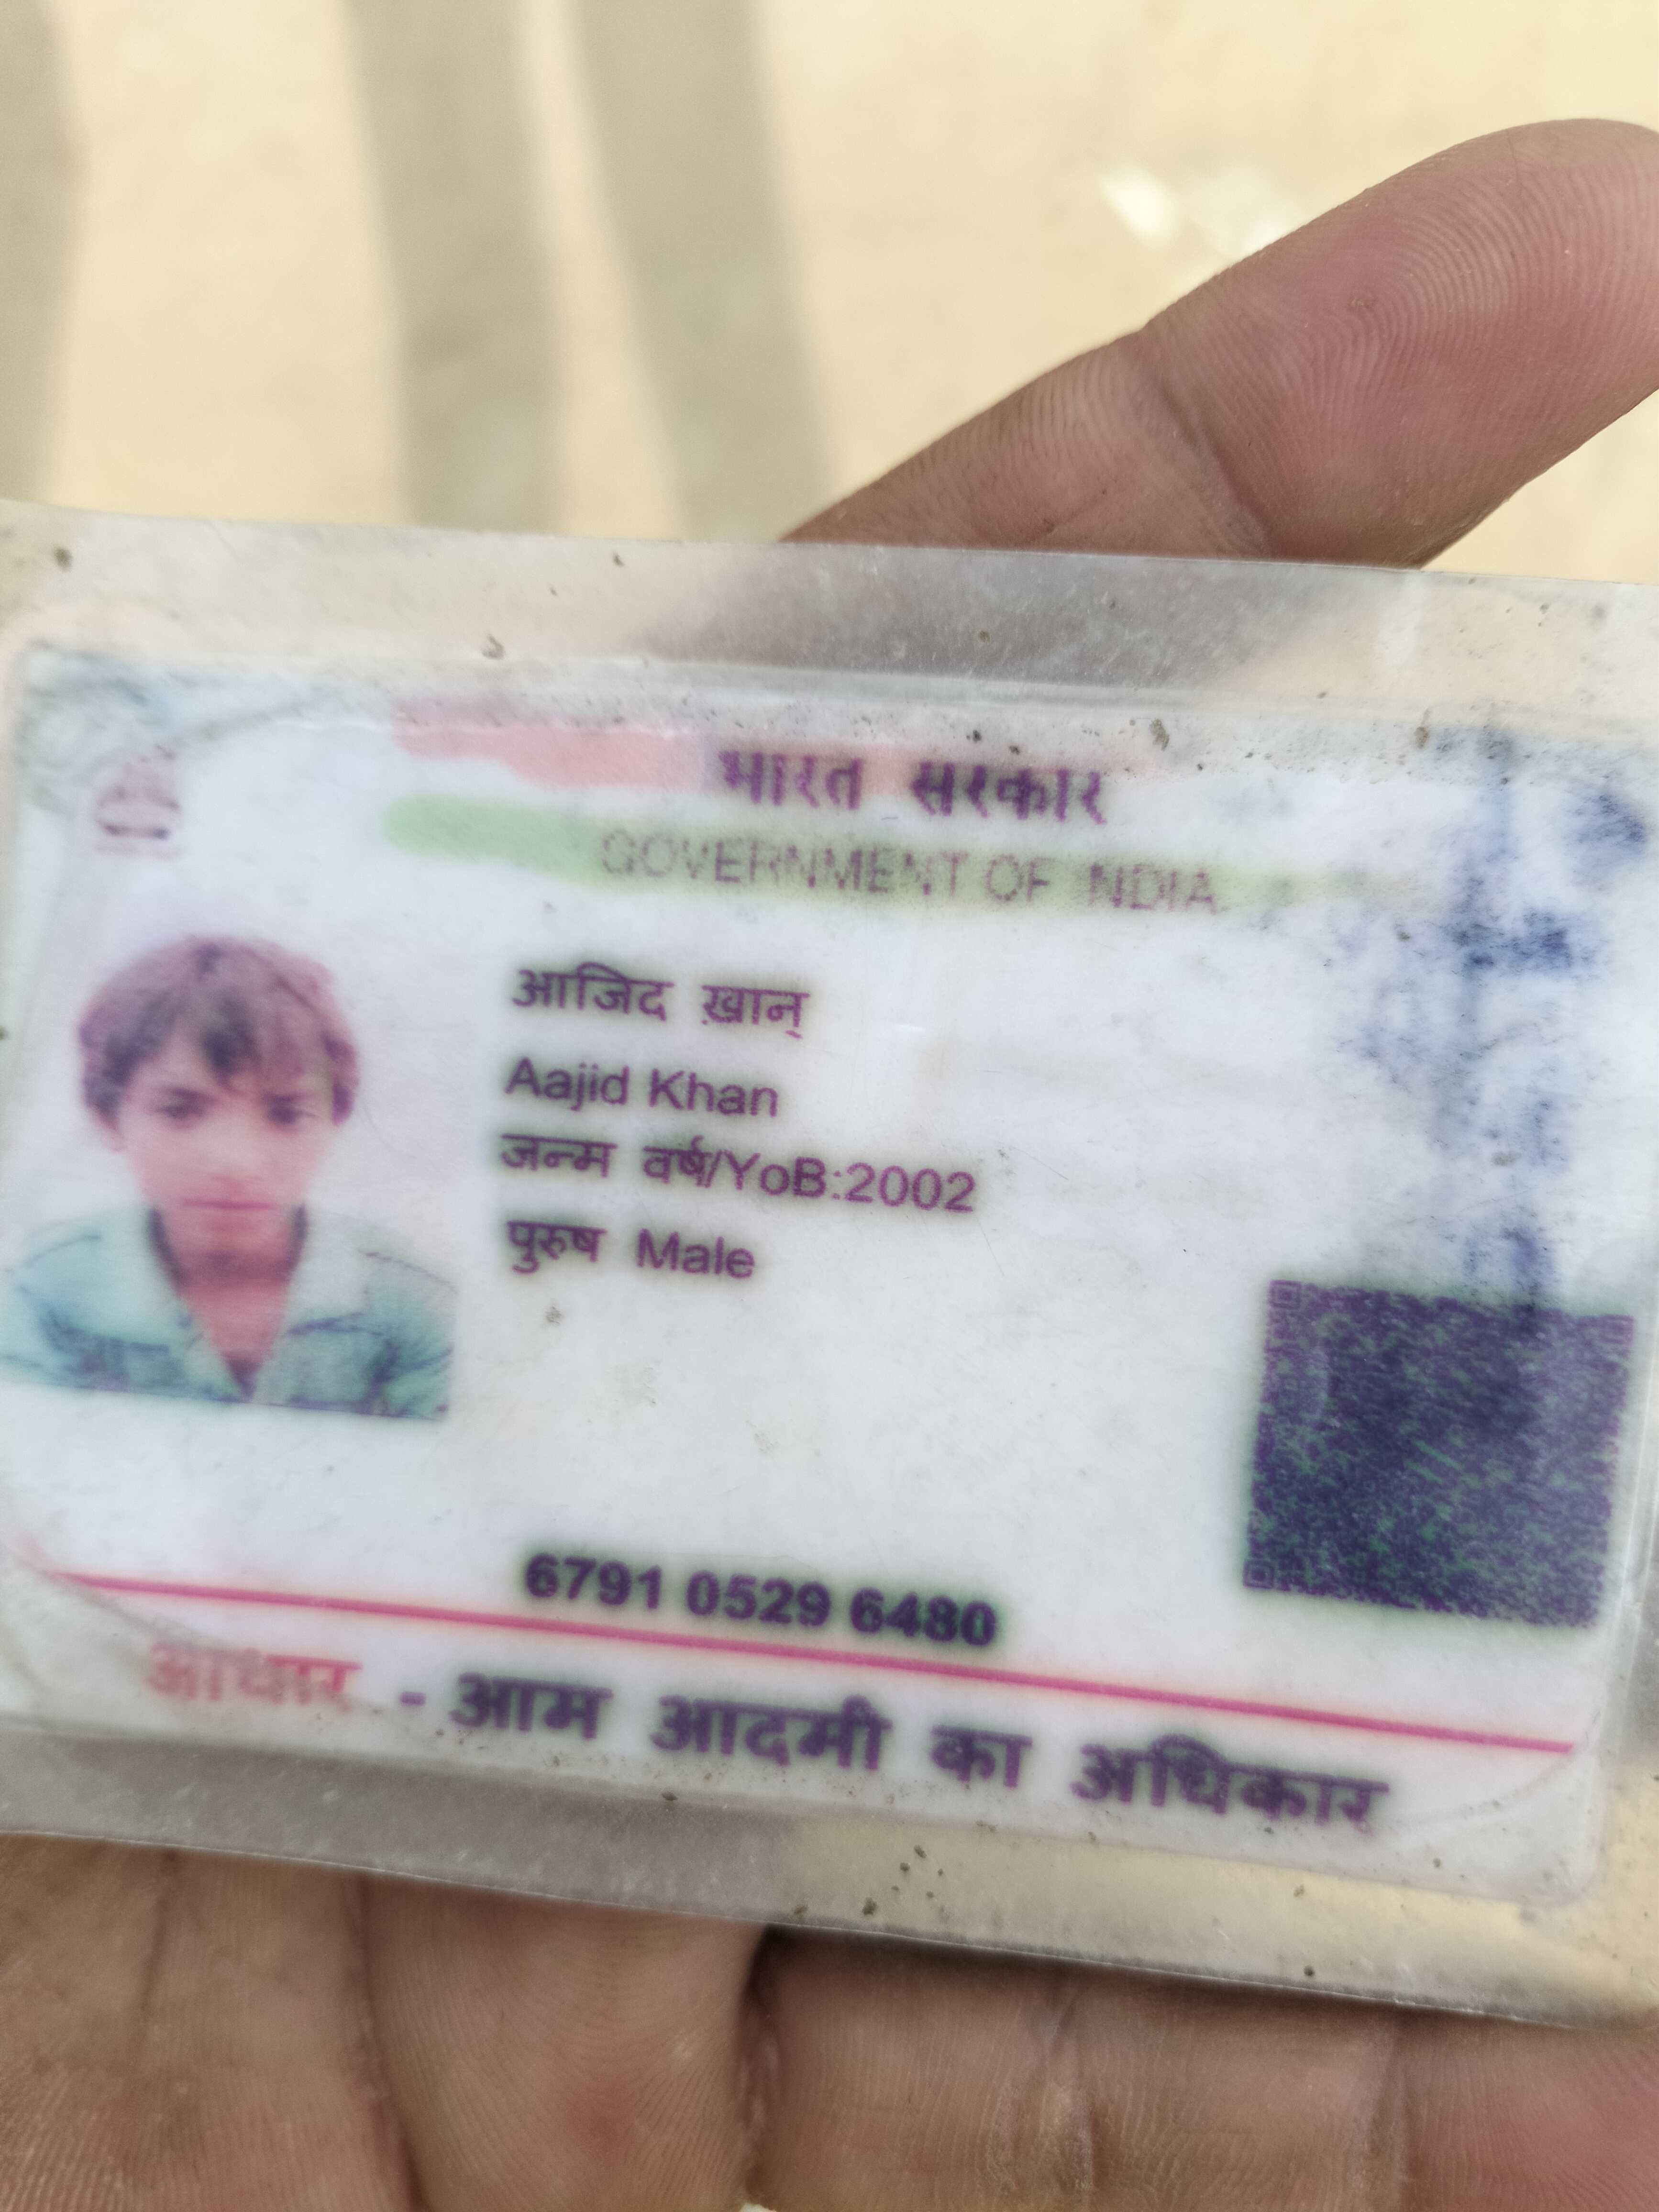 भारत सरकार
GOVERNMENT OF INDIA
आजिद ख़ान्
Aajid Khan
जन्म वर्ष/YoB:2002
पुरुष Male
6791 0529 6480
आधार - आम आदमी का अधिकार